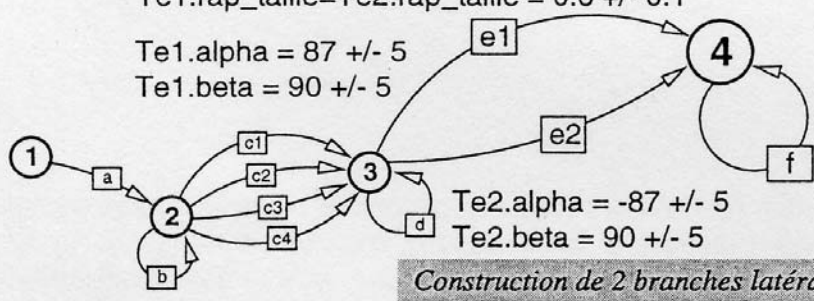 Te1.alpha = 87 +/- 5
Te1.beta = 90 +/- 5
e1
4
1
a
c1
c2
c3
c4
2
b
3
d
e2
f
Te2.alpha = -87 +/- 5
Te2.beta = 90 +/- 5
Construction de 2 branches